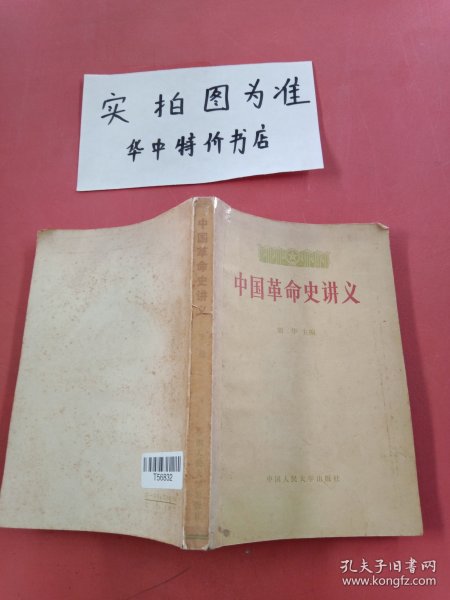 实拍图为准
华中特价书店
中国革命史讲义
中国革命史讲义
主编
中国人民大学出版社
T56832
孔夫子旧书网
www.kongfz.com